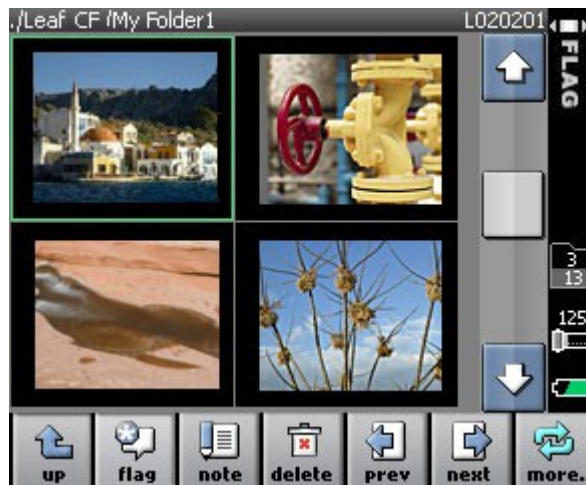 ./Leaf CF /My Folder1 L020201
FLAG
3
13
125
up flag note delete prev next more.